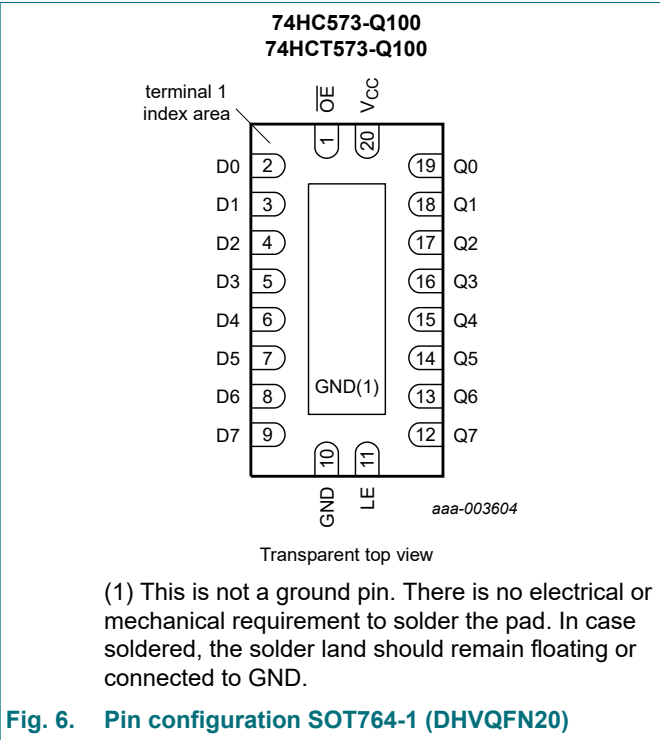 74HC573-Q100
74HCT573-Q100
terminal 1
index area
OE
VCC
1
20
D0 2 19 Q0
D1 3 18 Q1
D2 4 17 Q2
D3 5 16 Q3
D4 6 15 Q4
D5 7 14 Q5
D6 8 GND(1) 13 Q6
D7 9 12 Q7
10
11
GND
LE
aaa-003604
Transparent top view
(1) This is not a ground pin. There is no electrical or
mechanical requirement to solder the pad. In case
soldered, the solder land should remain floating or
connected to GND.
Fig. 6. Pin configuration SOT764-1 (DHVQFN20)